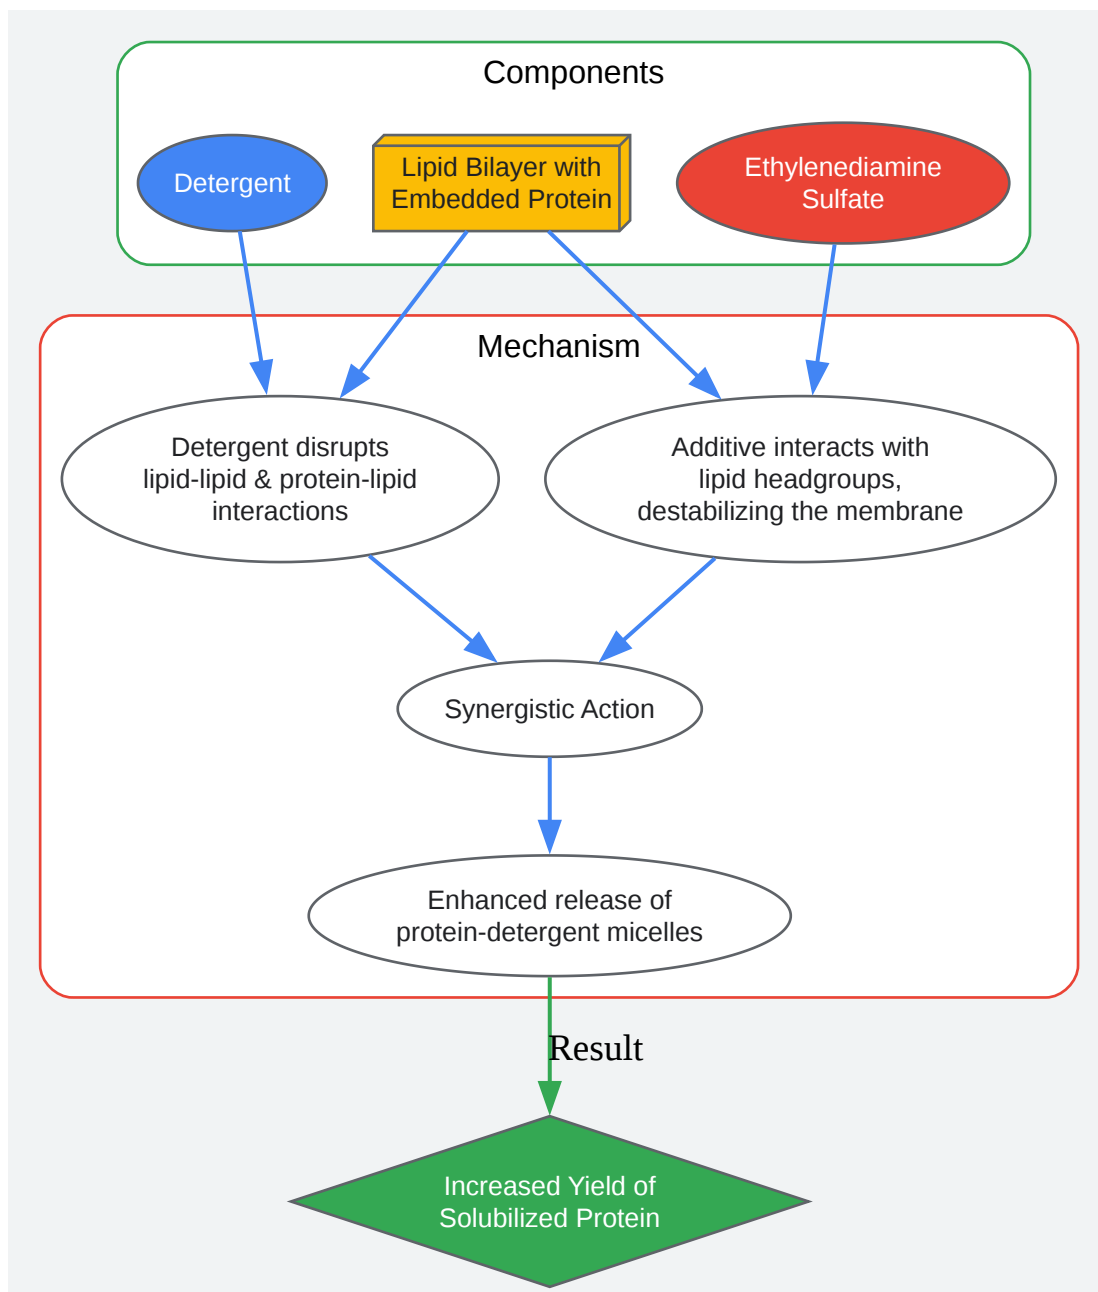 Components
Detergent
Lipid Bilayer with
Embedded Protein
Ethylenediamine
Sulfate
Mechanism
Detergent disrupts
lipid-lipid & protein-lipid
interactions
Additive interacts with
lipid headgroups,
destabilizing the membrane
Synergistic Action
Enhanced release of
protein-detergent micelles
Result
Increased Yield of
Solubilized Protein